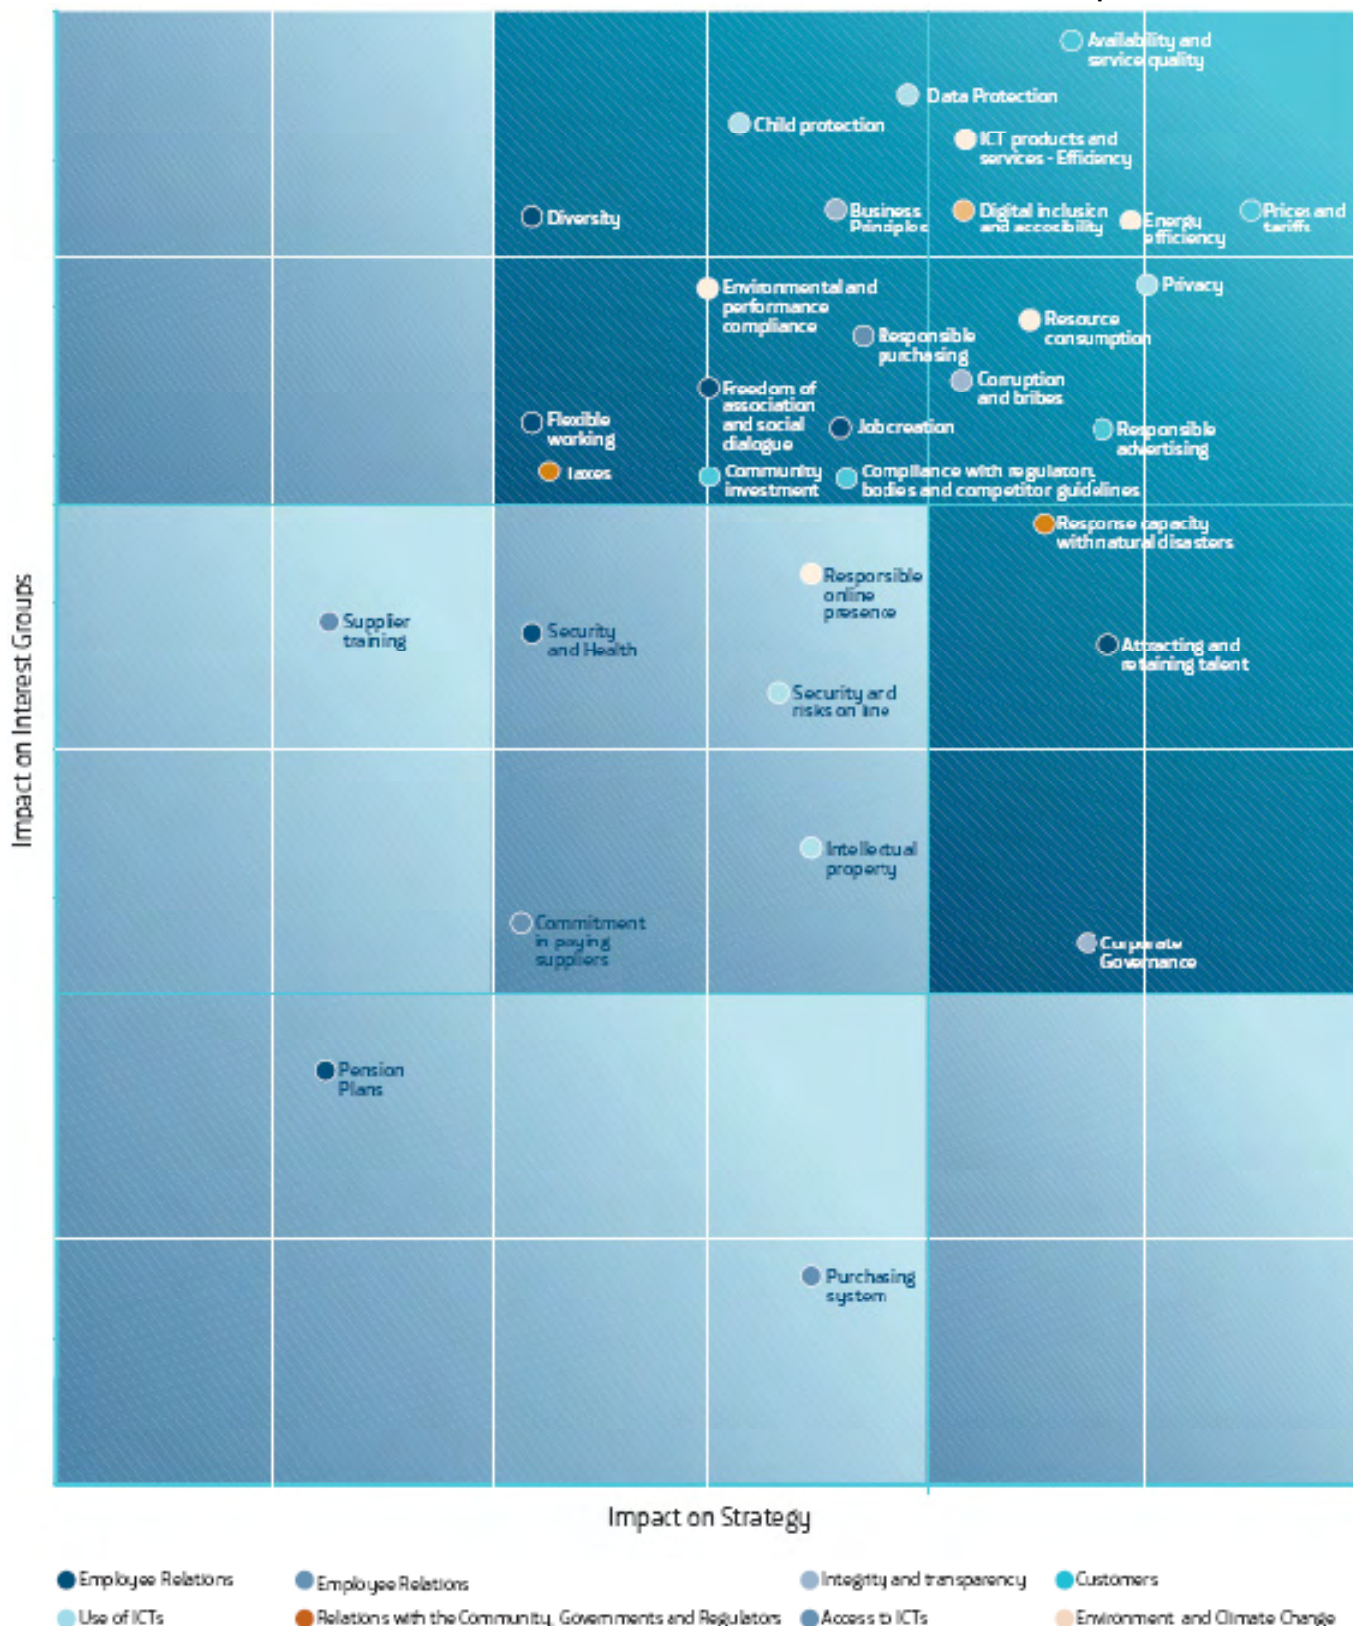 Availability and
service quality
Data Protection
Child protection
ICT products and
services - Efficiency
Diversity
Business
Principles
Digital inclusion
and accosibility
Energy
efficiency
Prices and
tariffs
Environmental and
performance
compliance
Privacy
Resource
consumption
Responsible
purchasing
Corruption
and bribes
Freedom of
association
and social
dialogue
Flexible
working
Job creation
Responsible
advertising
Taxes
Community
investment
Compliance with regulatory
bodies and competitor guidelines
Response capacity
with natural disasters
Responsible
online
presence
Supplier
training
Security
and Health
Attracting and
retaining talent
Security and
risks on line
Impact on Interest Groups
Intellectual
property
Commitment
in paying
suppliers
Corporate
Governance
Pension
Plans
Purchasing
system
Impact on Strategy
Employee Relations
Employee Relations
Integrity and transparency
Customers
Use of ICTs
Relations with the Community, Governments and Regulators
Access to ICTs
Environment and Climate Change